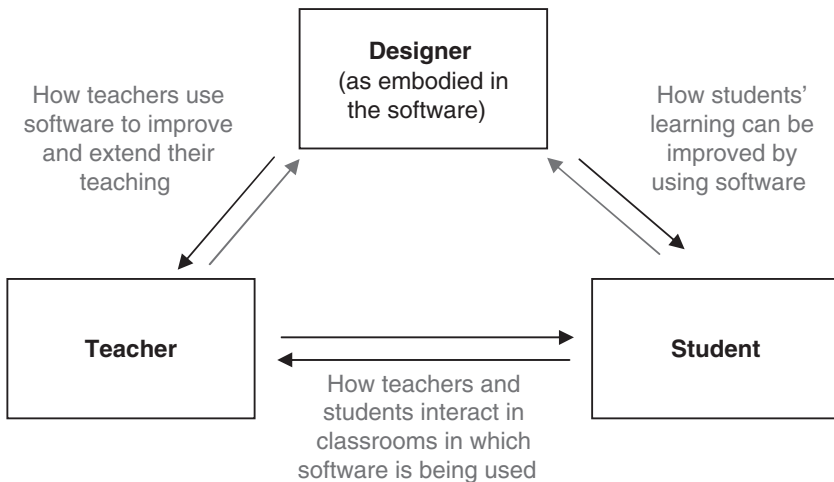 Designer
(as embodied in
the software)
How teachers use
software to improve
and extend their
teaching
How students’
learning can be
improved by
using software
Teacher
Student
How teachers and
students interact in
classrooms in which
software is being used